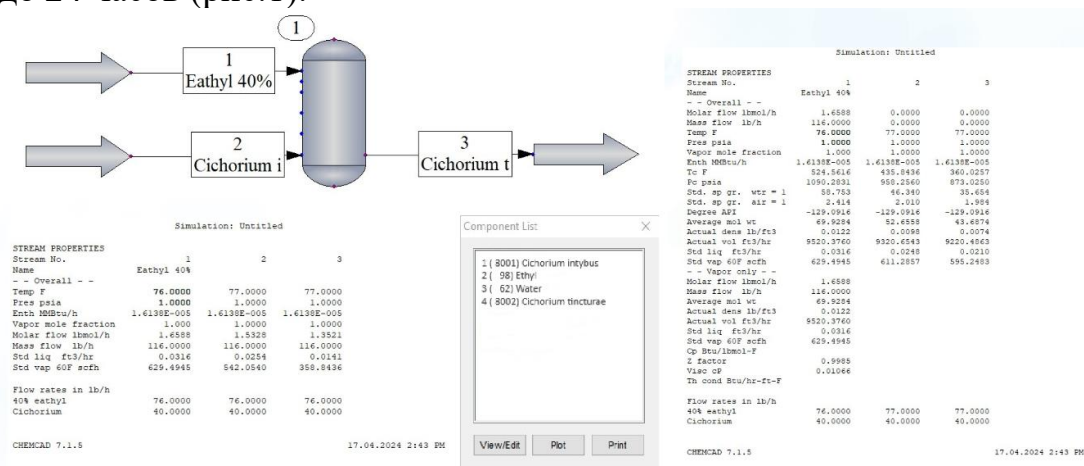 до 24 часов (рис.1).
1
1
Eathyl 40%
2
Cichorium i
3
Cichorium t
Simulation: Untitled
STREAM PROPERTIES
Stream No. 1 2 3
Name Eathyl 40%
- - Overall - -
Temp F 76.0000 77.0000 77.0000
Pres psia 1.0000 1.0000 1.0000
Enth MMBtu/h 1.6138E-005 1.6138E-005 1.6138E-005
Vapor mole fraction 1.000 1.0000 1.0000
Molar flow lbmol/h 1.6588 1.5328 1.3521
Mass flow lb/h 116.0000 116.0000 116.0000
Std liq ft3/hr 0.0316 0.0254 0.0141
Std vap 60F scfh 629.4945 542.0540 358.8436
Flow rates in lb/h
40% eathyl 76.0000 76.0000 76.0000
Cichorium 40.0000 40.0000 40.0000
CHEMCAD 7.1.5 17.04.2024 2:43 PM
Component List
1 ( 8001) Cichorium intybus
2 ( 98) Ethyl
3 ( 62) Water
4 ( 8002) Cichorium tincturae
View/Edit Plot Print
Simulation: Untitled
STREAM PROPERTIES
Stream No. 1 2 3
Name Eathyl 40%
- - Overall - -
Molar flow lbmol/h 1.6588 0.0000 0.0000
Mass flow lb/h 116.0000 0.0000 0.0000
Temp F 76.0000 77.0000 77.0000
Pres psia 1.0000 1.0000 1.0000
Vapor mole fraction 1.000 1.0000 1.0000
Enth MMBtu/h 1.6138E-005 1.6138E-005 1.6138E-005
Tc F 524.5616 435.8436 360.0257
Pc psia 1090.2831 958.2560 873.0250
Std. sp gr. wtr = 1 58.753 46.340 35.654
Std. sp gr. air = 1 2.414 2.010 1.984
Degree API -129.0916 -129.0916 -129.0916
Average mol wt 69.9284 52.6558 43.6874
Actual dens lb/ft3 0.0122 0.0098 0.0074
Actual vol ft3/hr 9520.3760 9320.6543 9220.4863
Std liq ft3/hr 0.0316 0.0248 0.0210
Std vap 60F scfh 629.4945 611.2857 595.2483
- - Vapor only - -
Molar flow lbmol/h 1.6588
Mass flow lb/h 116.0000
Average mol wt 69.9284
Actual dens lb/ft3 0.0122
Actual vol ft3/hr 9520.3760
Std liq ft3/hr 0.0316
Std vap 60F scfh 629.4945
Cp Btu/lbmol-F
Z factor 0.9985
Visc cP 0.01066
Th cond Btu/hr-ft-F
Flow rates in lb/h
40% eathyl 76.0000 77.0000 77.0000
Cichorium 40.0000 40.0000 40.0000
CHEMCAD 7.1.5 17.04.2024 2:43 PM